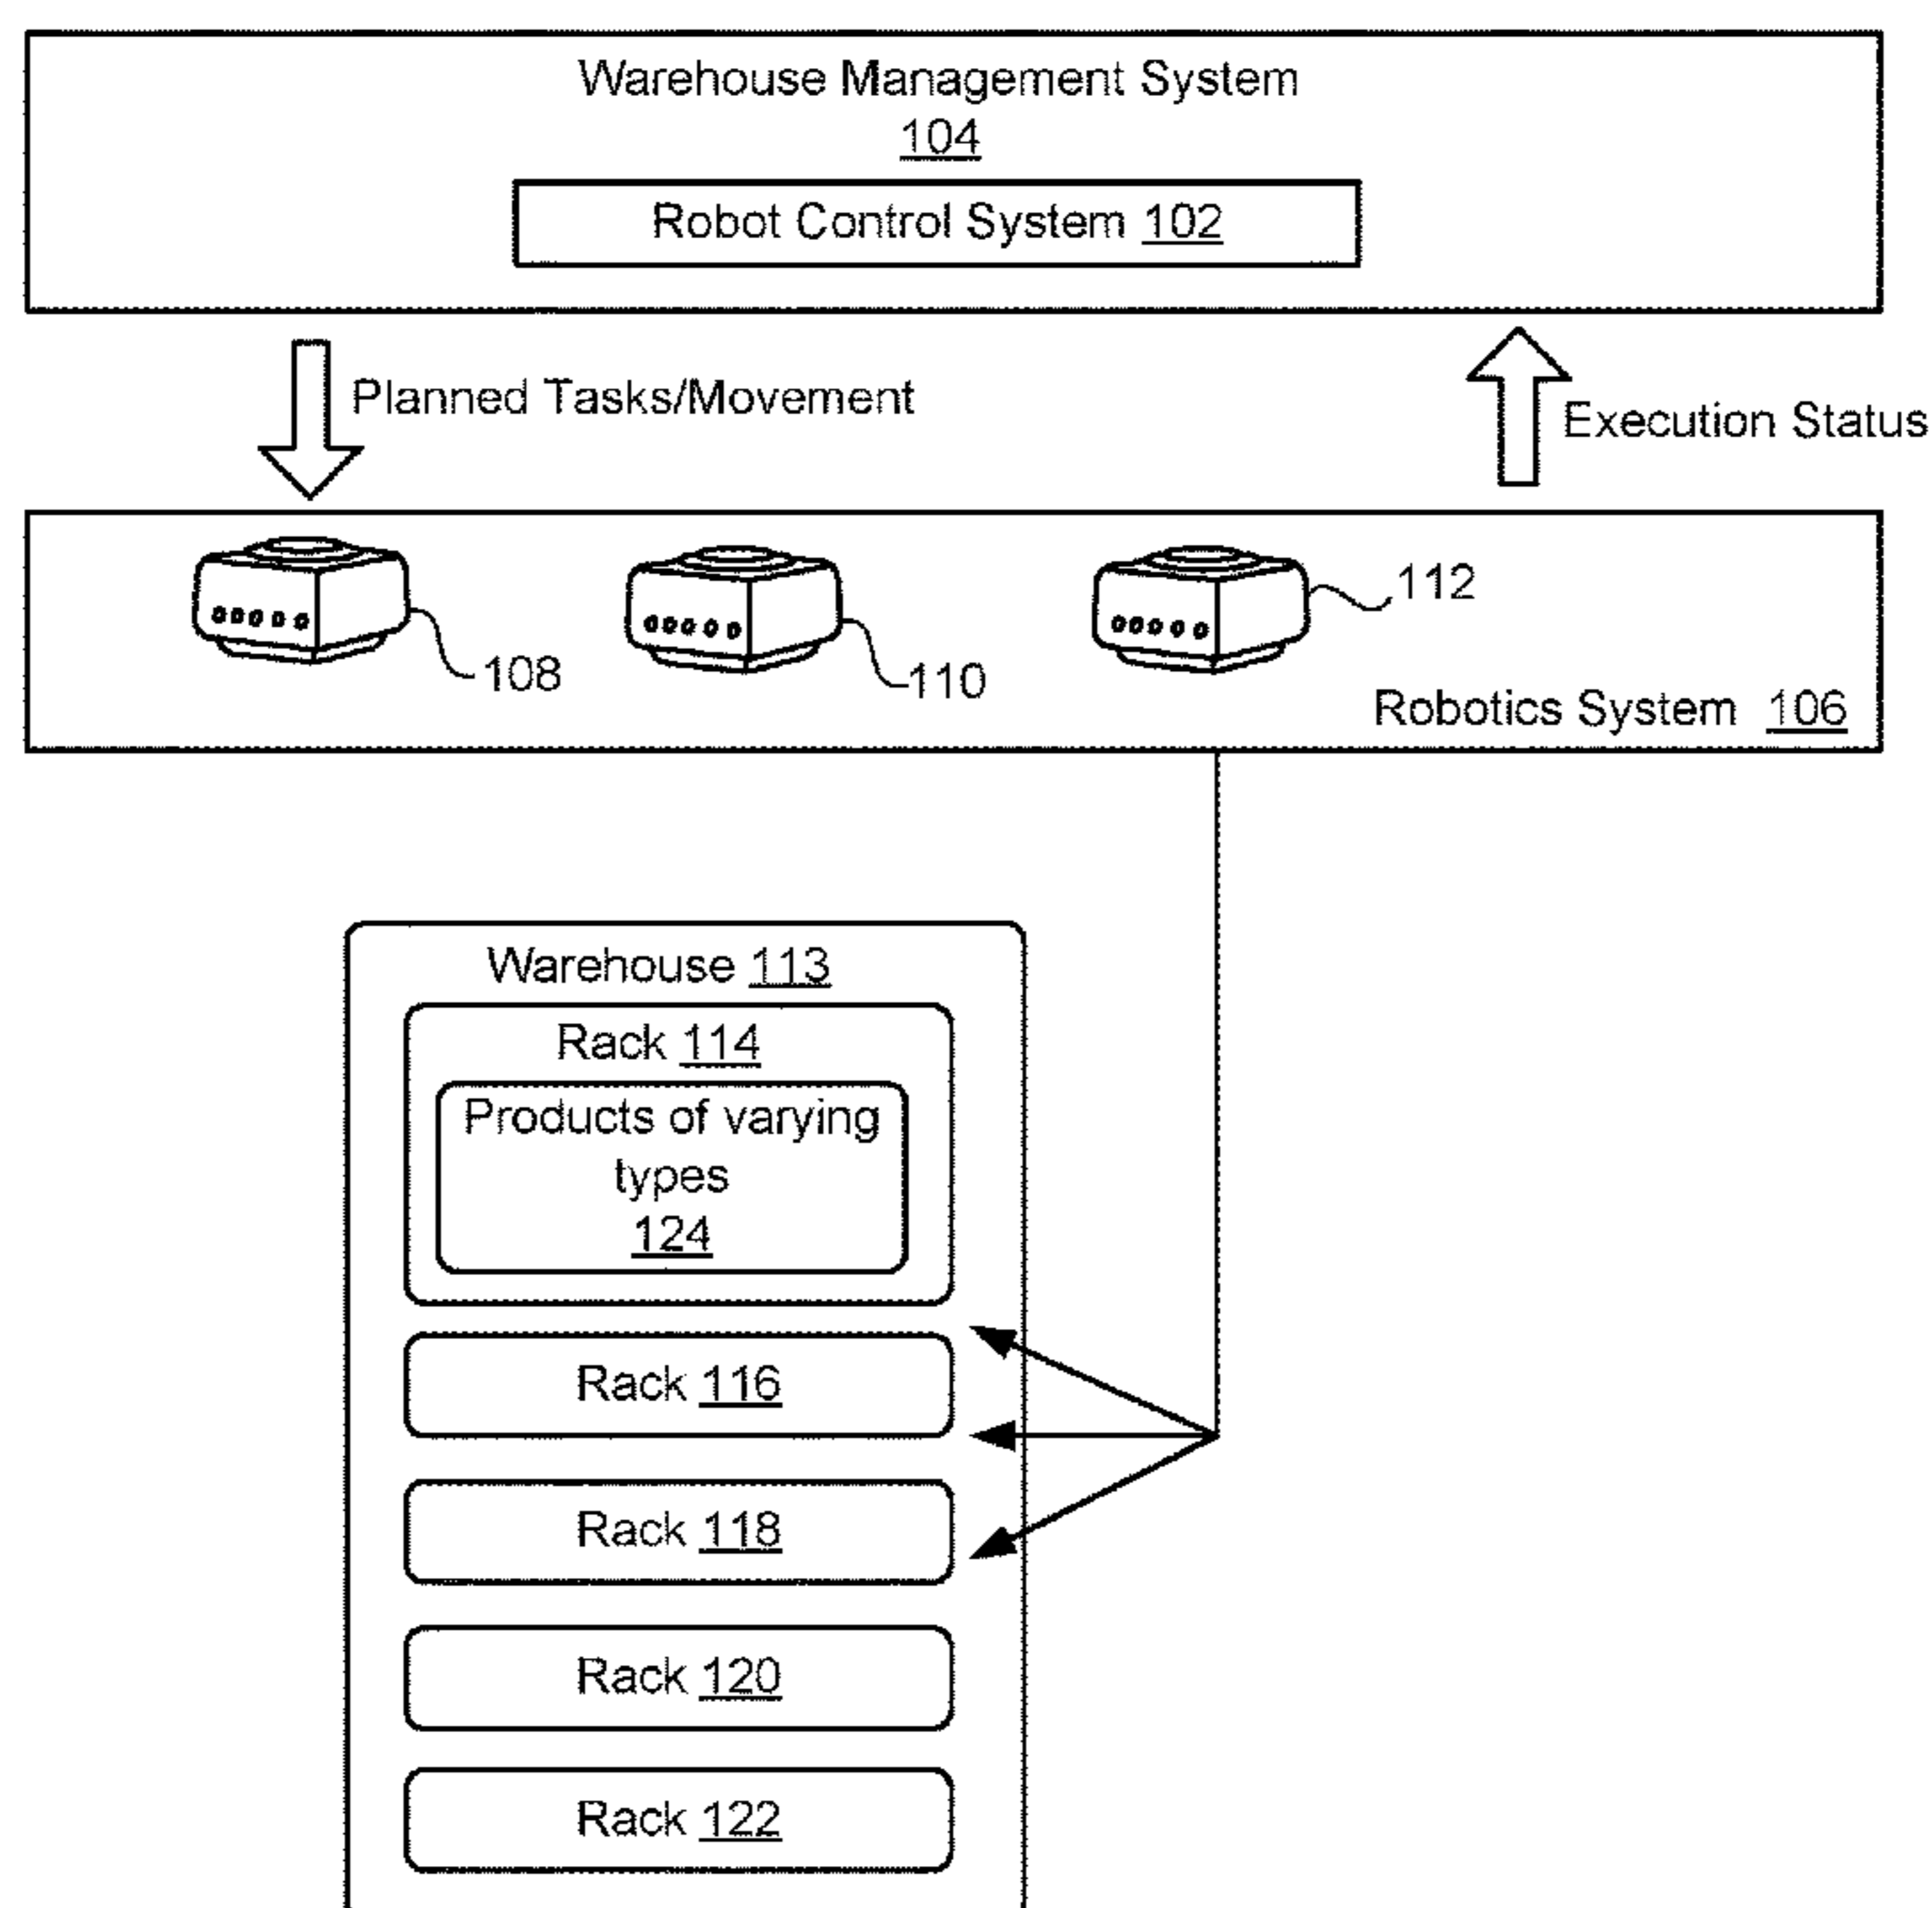 Warehouse Management System
104
Robot Control System 102
Planned Tasks/Movement
Execution Status
108
110
112
Robotics System 106
Warehouse 113
Rack 114
Products of varying
types
124
Rack 116
Rack 118
Rack 120
Rack 122